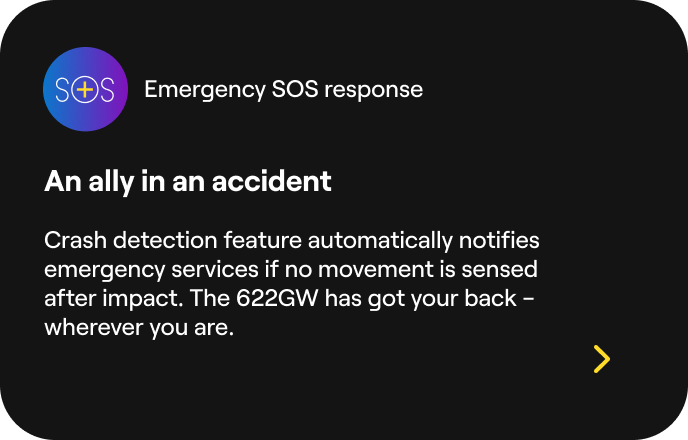 SOS
Emergency SOS response
An ally in an accident
Crash detection feature automatically notifies
emergency services if no movement is sensed
after impact. The 622GW has got your back –
wherever you are.